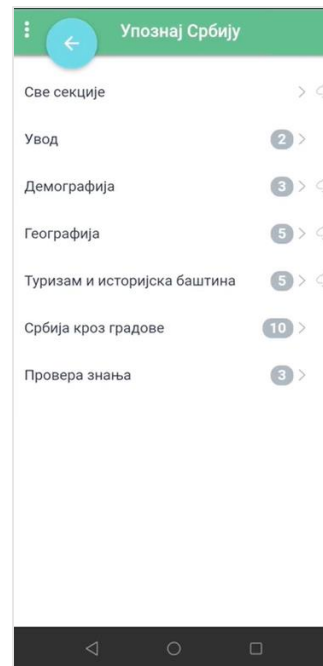 Упознај Србију
Све секције
Увод 2
Демографија 3
Географија 5
Туризам и историјска баштина 5
Србија кроз градове 10
Провера знања 3